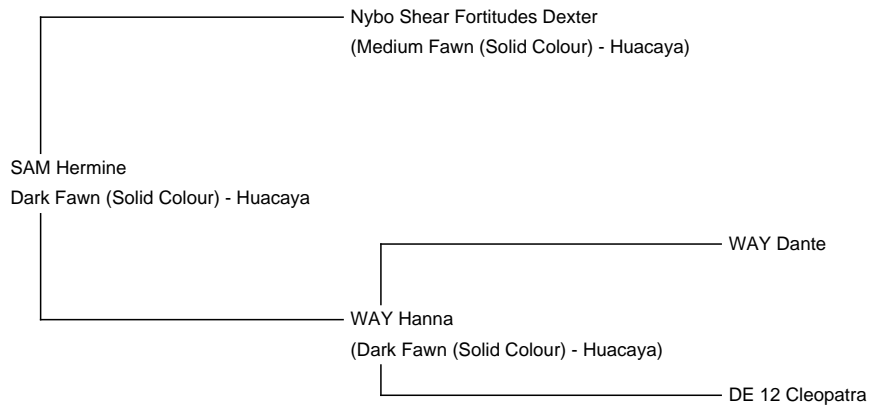 Nybo Shear Fortitudes Dexter
(Medium Fawn (Solid Colour) - Huacaya)
SAM Hermine
Dark Fawn (Solid Colour) - Huacaya
WAY Dante
WAY Hanna
(Dark Fawn (Solid Colour) - Huacaya)
DE 12 Cleopatra